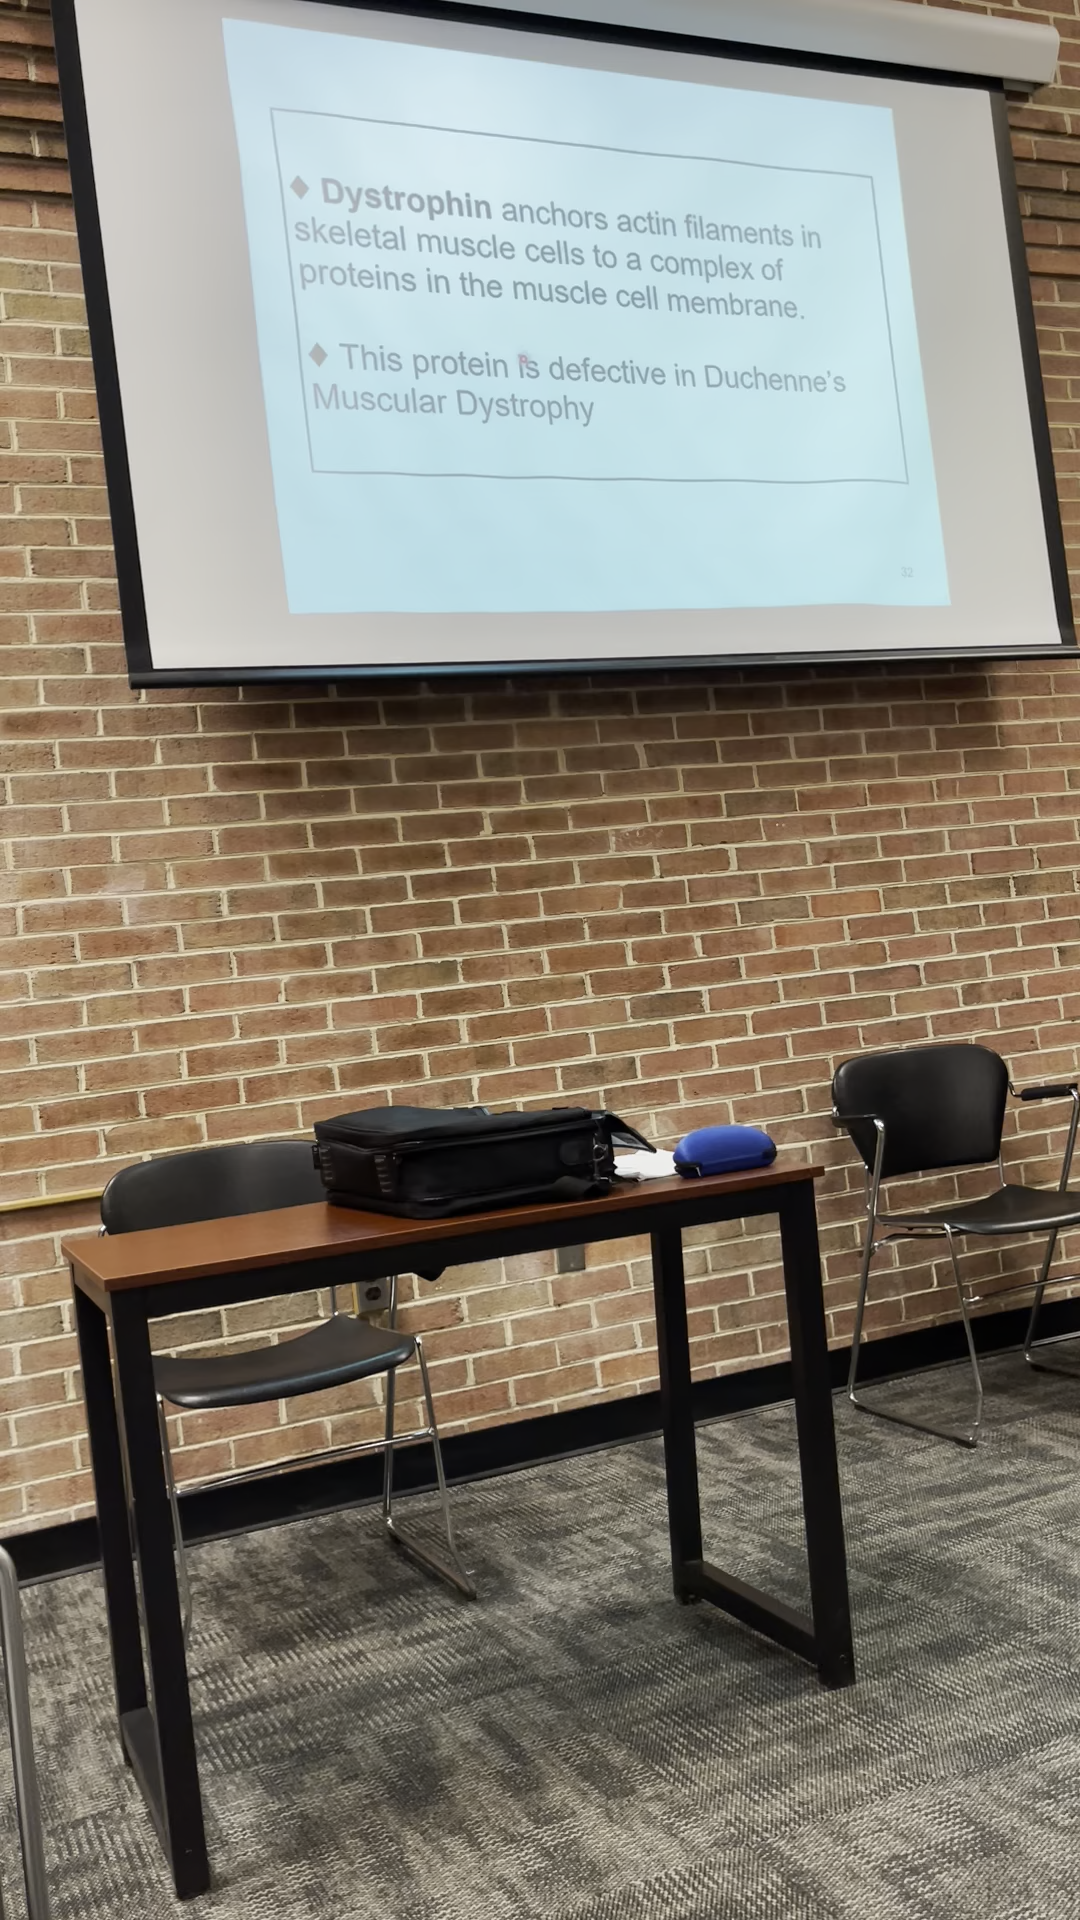 ◆ Dystrophin anchors actin filaments in
skeletal muscle cells to a complex of
proteins in the muscle cell membrane.
◆ This protein is defective in Duchenne’s
Muscular Dystrophy
32